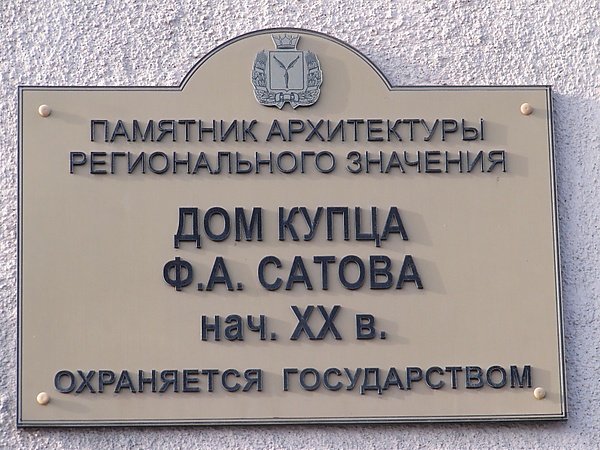 ПАМЯТНИК АРХИТЕКТУРЫ
РЕГИОНАЛЬНОГО ЗНАЧЕНИЯ
ДОМ КУПЦА
Ф.А. САТОВА
нач. XX в.
ОХРАНЯЕТСЯ ГОСУДАРСТВОМ